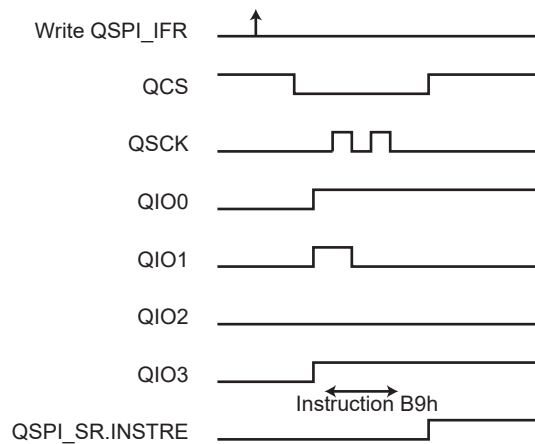 Write QSPI_IFR
QCS
QSCK
QIO0
QIO1
QIO2
QIO3
Instruction B9h
QSPI_SR.INSTRE